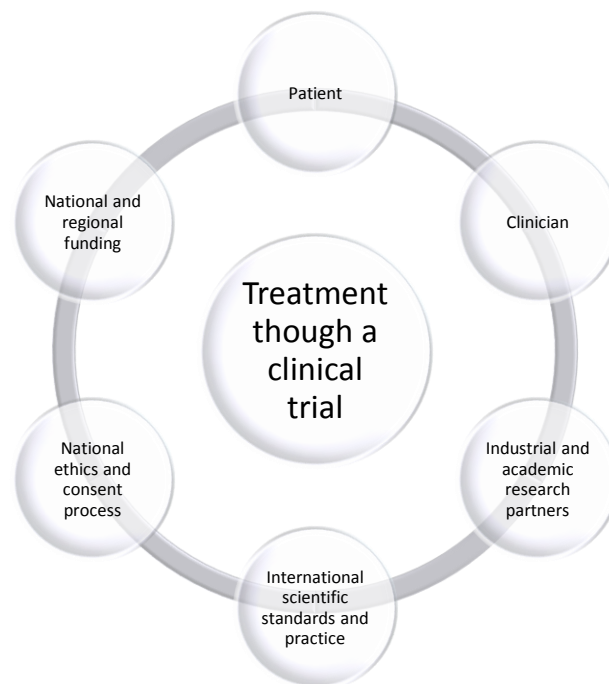 Patient
Clinician
Industrial and
academic
research
partners
International
scientific
standards and
practice
National
ethics and
consent
process
National and
regional
funding
Treatment
though a
clinical
trial